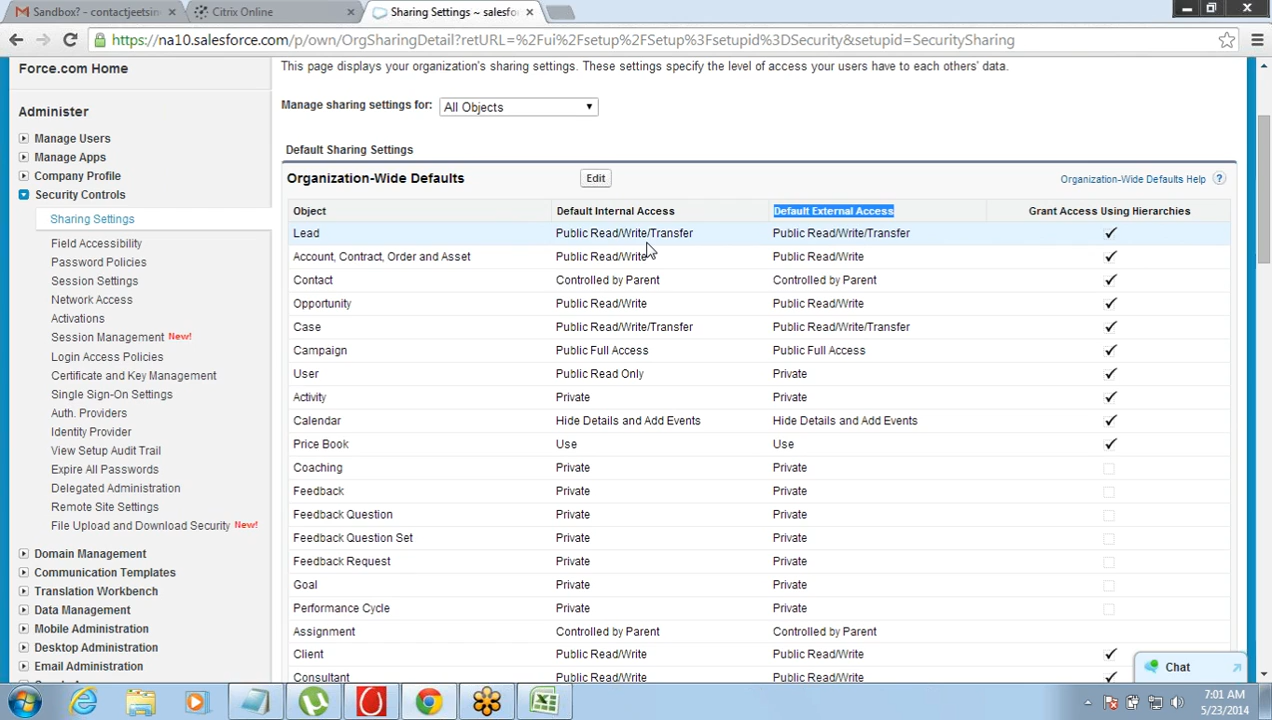 Sandbox? - contactjeetsin
Citrix Online
Sharing Settings ~ salesfo
https://na10.salesforce.com/p/own/OrgSharingDetail?retURL=%2Fui%2Fsetup%2FSetup%3Fsetupid%3DSecurity&setupid=SecuritySharing
Force.com Home
Administer
Manage Users
Manage Apps
Company Profile
Security Controls
Sharing Settings
Field Accessibility
Password Policies
Session Settings
Network Access
Activations
Session Management New!
Login Access Policies
Certificate and Key Management
Single Sign-On Settings
Auth. Providers
Identity Provider
View Setup Audit Trail
Expire All Passwords
Delegated Administration
Remote Site Settings
File Upload and Download Security New!
Domain Management
Communication Templates
Translation Workbench
Data Management
Mobile Administration
Desktop Administration
Email Administration
This page displays your organization's sharing settings. These settings specify the level of access your users have to each others' data.
Manage sharing settings for: All Objects
Default Sharing Settings
Organization-Wide Defaults Edit Organization-Wide Defaults Help ?
Object Default Internal Access Default External Access Grant Access Using Hierarchies
Lead Public Read/Write/Transfer Public Read/Write/Transfer
Account, Contract, Order and Asset Public Read/Write Public Read/Write
Contact Controlled by Parent Controlled by Parent
Opportunity Public Read/Write Public Read/Write
Case Public Read/Write/Transfer Public Read/Write/Transfer
Campaign Public Full Access Public Full Access
User Public Read Only Private
Activity Private Private
Calendar Hide Details and Add Events Hide Details and Add Events
Price Book Use Use
Coaching Private Private
Feedback Private Private
Feedback Question Private Private
Feedback Question Set Private Private
Feedback Request Private Private
Goal Private Private
Performance Cycle Private Private
Assignment Controlled by Parent Controlled by Parent
Client Public Read/Write Public Read/Write
Consultant Public Read/Write Public Read/Write
Chat
7:01 AM
5/23/2014